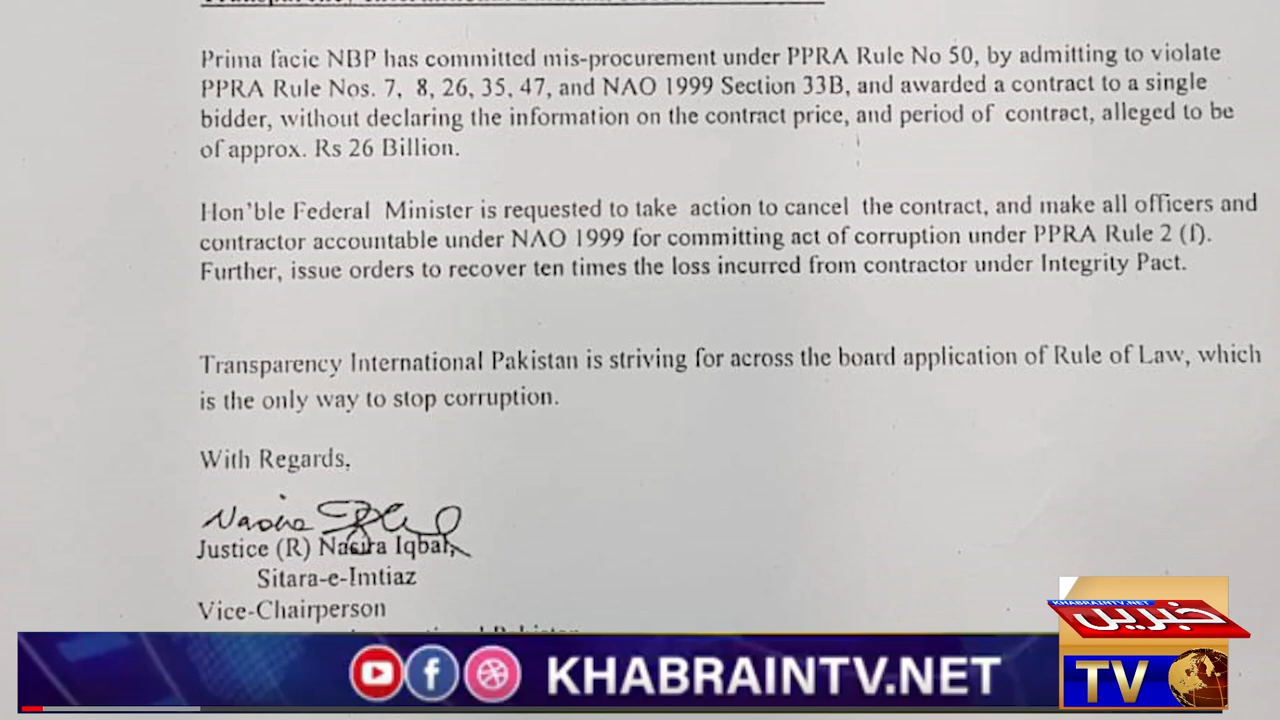 Prima facie NBP has committed mis-procurement under PPRA Rule No 50, by admitting to violate
PPRA Rule Nos. 7, 8, 26, 35, 47, and NAO 1999 Section 33B, and awarded a contract to a single
bidder, without declaring the information on the contract price, and period of contract, alleged to be
of approx. Rs 26 Billion.
Hon'ble Federal Minister is requested to take action to cancel the contract, and make all officers and
contractor accountable under NAO 1999 for committing act of corruption under PPRA Rule 2 (f).
Further, issue orders to recover ten times the loss incurred from contractor under Integrity Pact.
Transparency International Pakistan is striving for across the board application of Rule of Law, which
is the only way to stop corruption.
With Regards,
Nasira Iqbal
Justice (R) Nasira Iqbal,
Sitara-e-Imtiaz
Vice-Chairperson
KHABRAINTV.NET
خبریں
TV
KHABRAINTV.NET